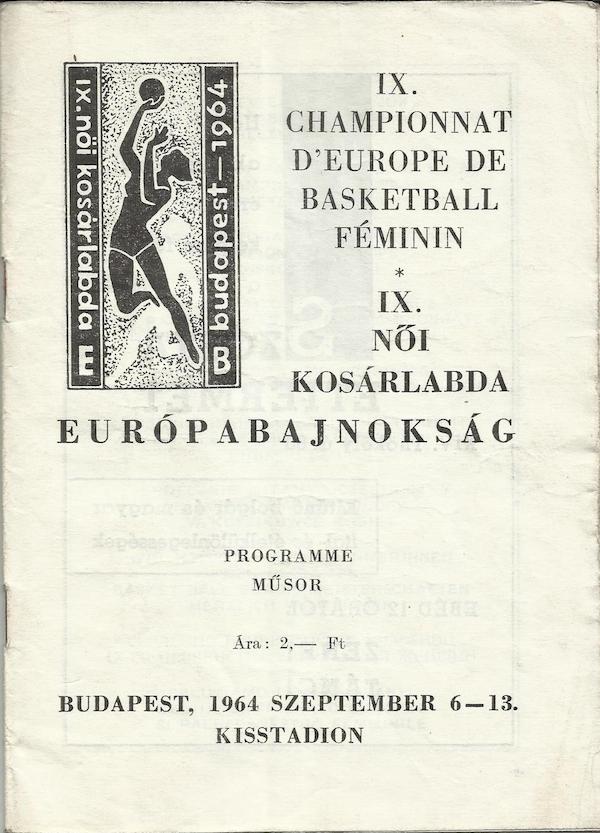 ix. női kosárlabda
E
budapest—1964
B
IX.
CHAMPIONNAT
D'EUROPE DE
BASKETBALL
FÉMININ
*
IX.
NŐI
KOSÁRLABDA
EURÓPABAJNOKSÁG
PROGRAMME
MŰSOR
Ára: 2,— Ft
BUDAPEST, 1964 SZEPTEMBER 6—13.
KISSTADION